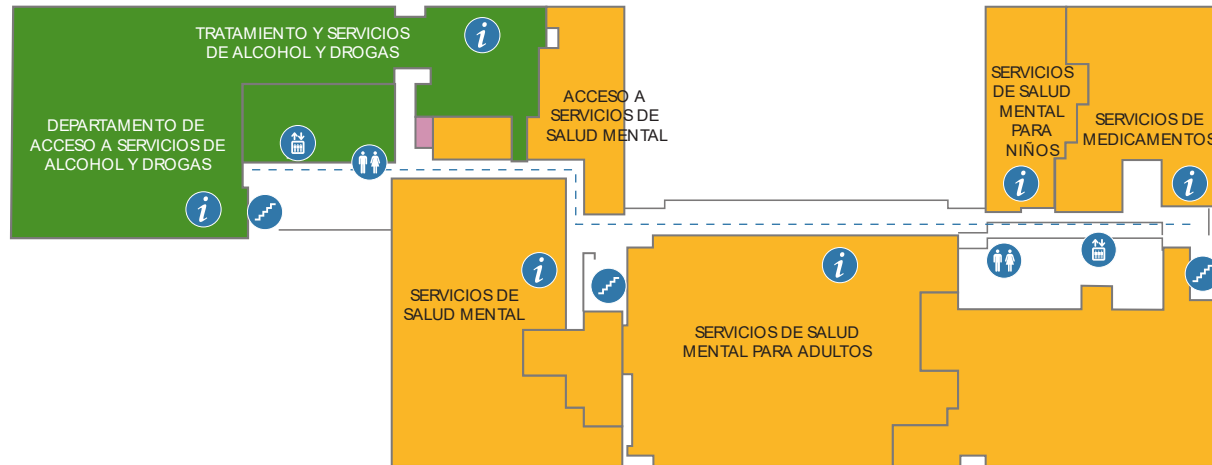 TRATAMIENTO Y SERVICIOS
DE ALCOHOL Y DROGAS
DEPARTAMENTO DE
ACCESO A SERVICIOS DE
ALCOHOL Y DROGAS
ACCESO A
SERVICIOS DE
SALUD MENTAL
SERVICIOS
DE SALUD
MENTAL
PARA
NIÑOS
SERVICIOS DE
MEDICAMENTOS
SERVICIOS DE
SALUD MENTAL
SERVICIOS DE SALUD
MENTAL PARA ADULTOS